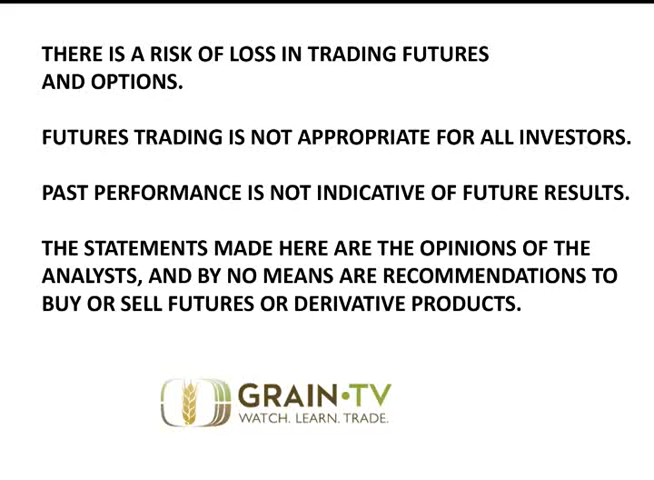 THERE IS A RISK OF LOSS IN TRADING FUTURES
AND OPTIONS.
FUTURES TRADING IS NOT APPROPRIATE FOR ALL INVESTORS.
PAST PERFORMANCE IS NOT INDICATIVE OF FUTURE RESULTS.
THE STATEMENTS MADE HERE ARE THE OPINIONS OF THE
ANALYSTS, AND BY NO MEANS ARE RECOMMENDATIONS TO
BUY OR SELL FUTURES OR DERIVATIVE PRODUCTS.
GRAIN•TV
WATCH. LEARN. TRADE.